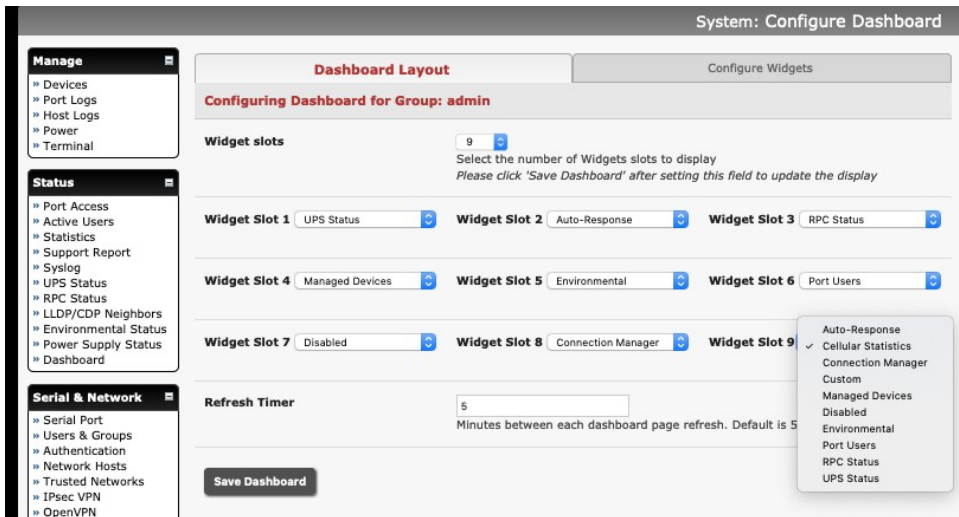 System: Configure Dashboard
Manage
» Devices
» Port Logs
» Host Logs
» Power
» Terminal
Status
» Port Access
» Active Users
» Statistics
» Support Report
» Syslog
» UPS Status
» RPC Status
» LLDP/CDP Neighbors
» Environmental Status
» Power Supply Status
» Dashboard
Serial & Network
» Serial Port
» Users & Groups
» Authentication
» Network Hosts
» Trusted Networks
» IPsec VPN
» OpenVPN
Dashboard Layout
Configure Widgets
Configuring Dashboard for Group: admin
Widget slots 9
Select the number of Widgets slots to display
Please click 'Save Dashboard' after setting this field to update the display
Widget Slot 1 UPS Status Widget Slot 2 Auto-Response Widget Slot 3 RPC Status
Widget Slot 4 Managed Devices Widget Slot 5 Environmental Widget Slot 6 Port Users
Widget Slot 7 Disabled Widget Slot 8 Connection Manager Widget Slot 9
Auto-Response
✓ Cellular Statistics
Connection Manager
Custom
Managed Devices
Disabled
Environmental
Port Users
RPC Status
UPS Status
Refresh Timer 5
Minutes between each dashboard page refresh. Default is 5
Save Dashboard